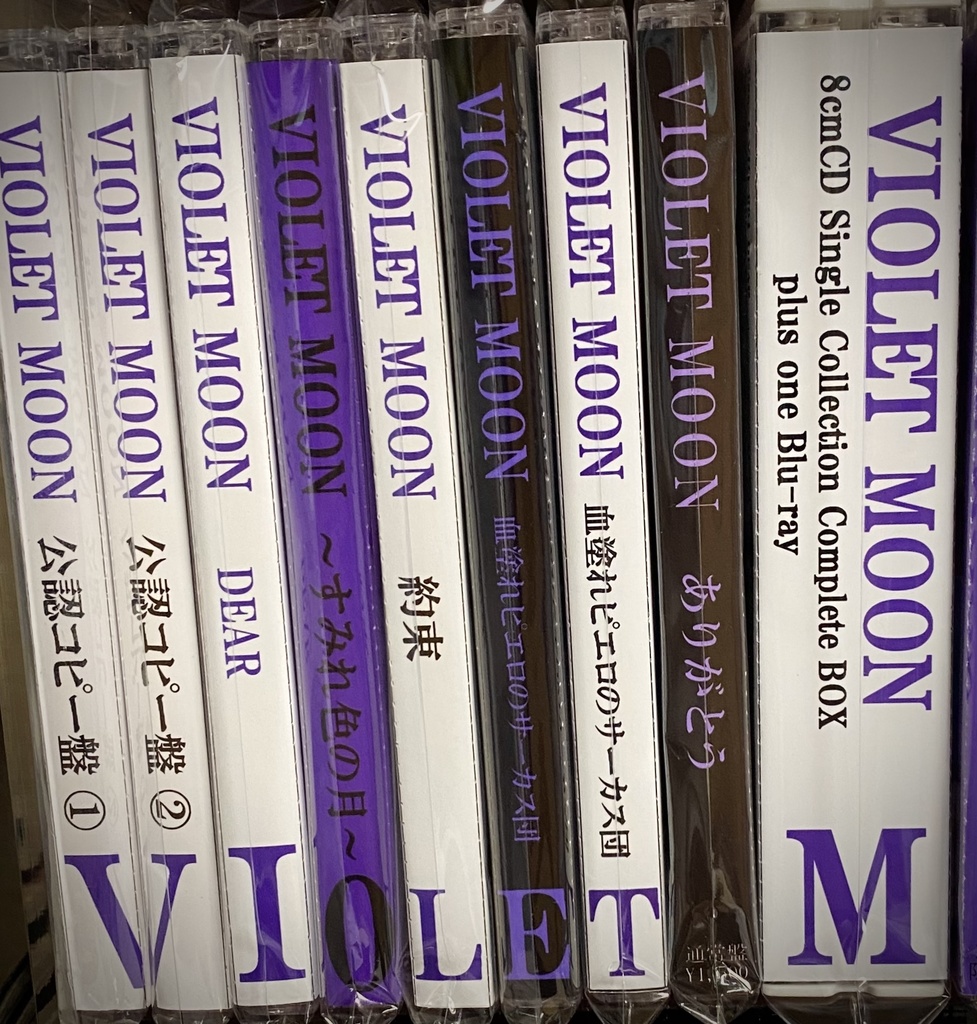 VIOLET MOON 公認コピー盤 ①
VIOLET MOON 公認コピー盤 ②
V
VIOLET MOON DEAR
I
VIOLET MOON ～すみれ色の月～
O
VIOLET MOON 約束
L
VIOLET MOON 血塗れピエロのサーカス団
E
VIOLET MOON 血塗れピエロのサーカス団
T
VIOLET MOON ありがとう
通常盤
VIOLET MOON
8cmCD Single Collection Complete BOX
plus one Blu-ray
M